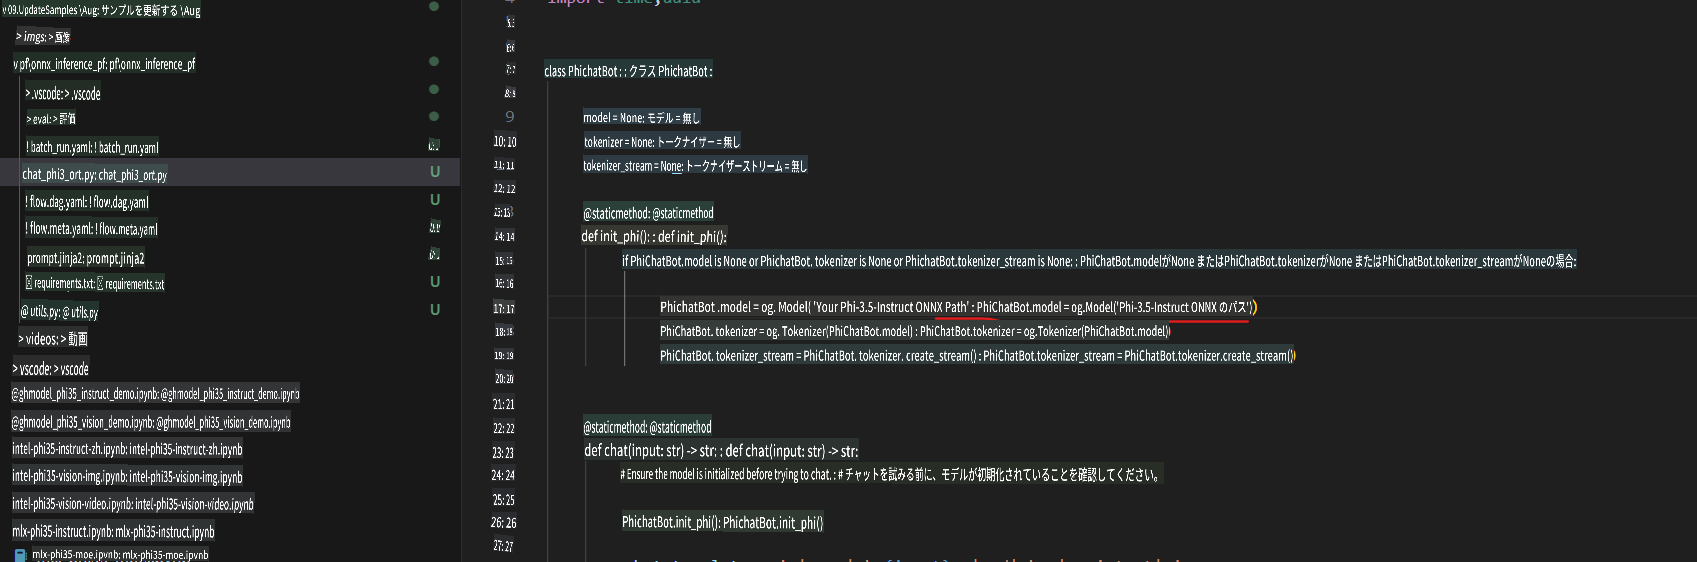 v 09.UpdateSamples \Aug: サンプルを更新する \Aug
> imgs: > 画像
v pf\onnx_inference_pf: pf\onnx_inference_pf
> .vscode: > .vscode
> eval: > 評価
! batch_run.yaml: ! batch_run.yaml
chat_phi3_ort.py: chat_phi3_ort.py
U
! flow.dag.yaml: ! flow.dag.yaml
U
! flow.meta.yaml: ! flow.meta.yaml
prompt.jinja2: prompt.jinja2
requirements.txt: requirements.txt
U
@ utils.py: @ utils.py
U
> videos: > 動画
> vscode: > vscode
@ghmodel_phi35_instruct_demo.ipynb: @ghmodel_phi35_instruct_demo.ipynb
@ghmodel_phi35_vision_demo.ipynb: @ghmodel_phi35_vision_demo.ipynb
intel-phi35-instruct-zh.ipynb: intel-phi35-instruct-zh.ipynb
intel-phi35-vision-img.ipynb: intel-phi35-vision-img.ipynb
intel-phi35-vision-video.ipynb: intel-phi35-vision-video.ipynb
mlx-phi35-instruct.ipynb: mlx-phi35-instruct.ipynb
mlx-phi35-moe.ipynb: mlx-phi35-moe.ipynb
import time,uuid
class PhichatBot : : クラス PhichatBot :
9 model = None: モデル = 無し
10: 10 tokenizer = None: トークナイザー = 無し
11: 11 tokenizer_stream = None: トークナイザーストリーム = 無し
12: 12
13: 13 @staticmethod: @staticmethod
14: 14 def init_phi(): : def init_phi():
15: 15 if PhiChatBot.model is None or PhiChatbot. tokenizer is None or PhiChatbot.tokenizer_stream is None: : PhiChatBot.modelがNone またはPhiChatBot.tokenizerがNone またはPhiChatBot.tokenizer_streamがNoneの場合:
16: 16
17: 17 PhichatBot .model = og. Model( 'Your Phi-3.5-Instruct ONNX Path' : PhiChatBot.model = og.Model('Phi-3.5-Instruct ONNX のパス'))
18: 18 PhiChatBot. tokenizer = og. Tokenizer(PhiChatBot.model) : PhiChatBot.tokenizer = og.Tokenizer(PhiChatBot.model)
19: 19 PhiChatBot. tokenizer_stream = PhiChatBot. tokenizer. create_stream() : PhiChatBot.tokenizer_stream = PhiChatBot.tokenizer.create_stream()
20: 20
21: 21
22: 22 @staticmethod: @staticmethod
23: 23 def chat(input: str) -> str: : def chat(input: str) -> str:
24: 24 # Ensure the model is initialized before trying to chat. : # チャットを試みる前に、モデルが初期化されていることを確認してください。
25: 25
26: 26 PhichatBot.init_phi(): PhichatBot.init_phi()
27: 27